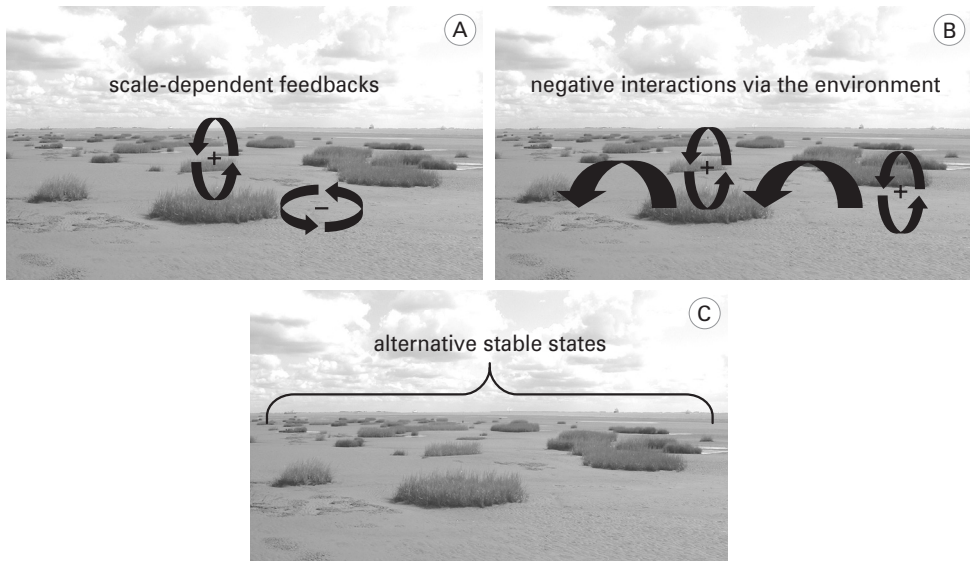 A
scale-dependent feedbacks
+
−
B
negative interactions via the environment
+
+
C
alternative stable states